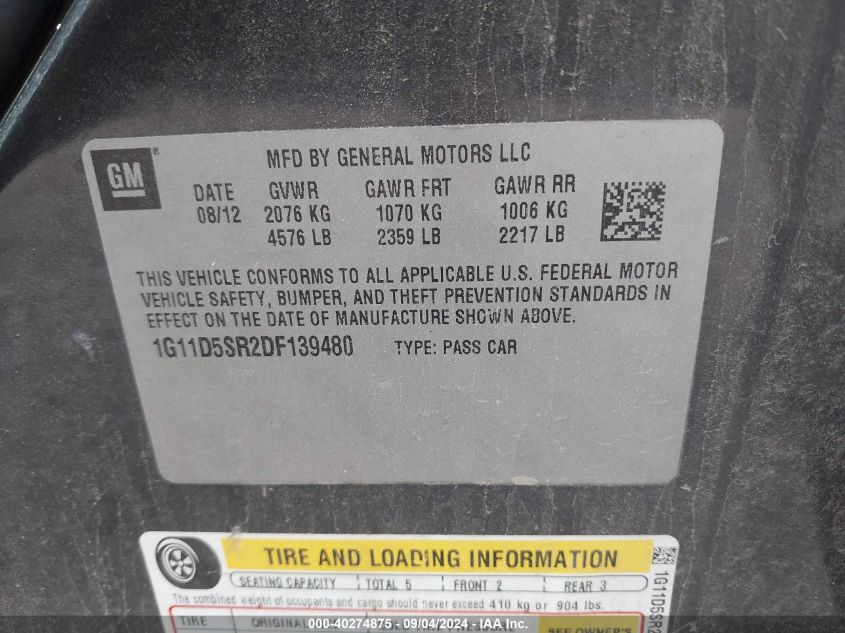 GM ®
MFD BY GENERAL MOTORS LLC
DATE GVWR GAWR FRT GAWR RR
08/12 2076 KG 1070 KG 1006 KG
4576 LB 2359 LB 2217 LB
THIS VEHICLE CONFORMS TO ALL APPLICABLE U.S. FEDERAL MOTOR
VEHICLE SAFETY, BUMPER, AND THEFT PREVENTION STANDARDS IN
EFFECT ON THE DATE OF MANUFACTURE SHOWN ABOVE.
1G11D5SR2DF139480 TYPE: PASS CAR
TIRE AND LOADING INFORMATION
SEATING CAPACITY TOTAL 5 FRONT 2 REAR 3
The combined weight of occupants and cargo should never exceed 410 kg or 904 lbs.
TIRE ORIGINAL SEE OWNER'S
1G11D5SR2
000-40274875 - 09/04/2024 - IAA Inc.